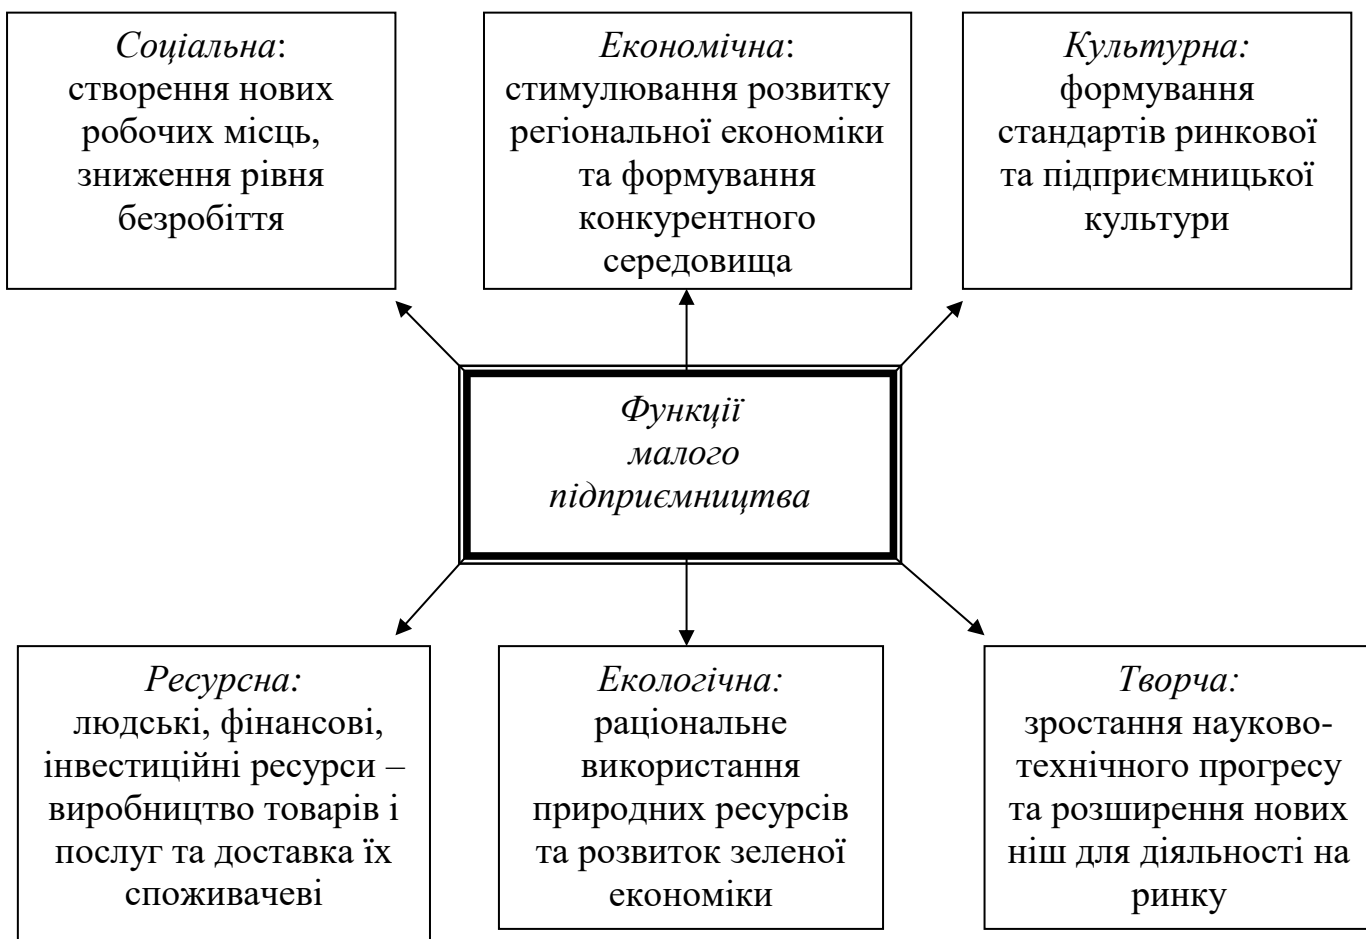 Соціальна:
створення нових
робочих місць,
зниження рівня
безробіття
Економічна:
стимулювання розвитку
регіональної економіки
та формування
конкурентного
середовища
Культурна:
формування
стандартів ринкової
та підприємницької
культури
Функції
малого
підприємництва
Ресурсна:
людські, фінансові,
інвестиційні ресурси –
виробництво товарів і
послуг та доставка їх
споживачеві
Екологічна:
раціональне
використання
природних ресурсів
та розвиток зеленої
економіки
Творча:
зростання науково-
технічного прогресу
та розширення нових
ніш для діяльності на
ринку